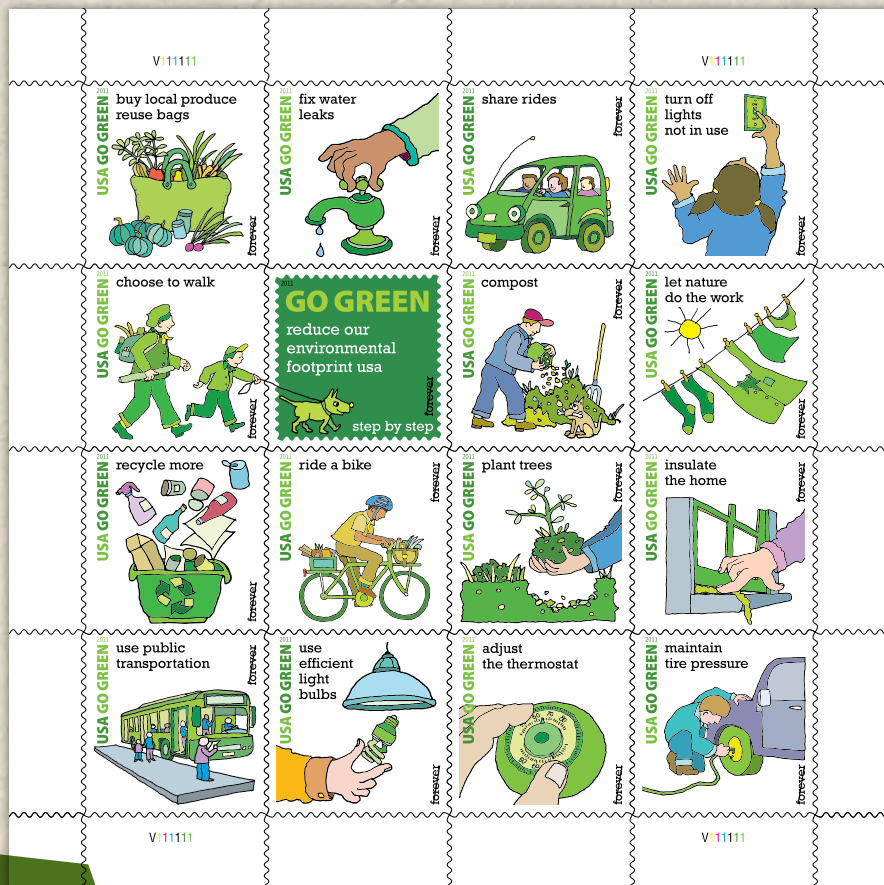 V111111
V111111
2011
USA GO GREEN
buy local produce
reuse bags
forever
2011
USA GO GREEN
fix water
leaks
forever
2011
USA GO GREEN
share rides
forever
2011
USA GO GREEN
turn off
lights
not in use
forever
2011
USA GO GREEN
choose to walk
forever
2011
GO GREEN
reduce our
environmental
footprint usa
forever
step by step
2011
USA GO GREEN
compost
forever
2011
USA GO GREEN
let nature
do the work
forever
2011
USA GO GREEN
recycle more
forever
2011
USA GO GREEN
ride a bike
forever
2011
USA GO GREEN
plant trees
forever
2011
USA GO GREEN
insulate
the home
forever
2011
USA GO GREEN
use public
transportation
forever
2011
USA GO GREEN
use
efficient
light
bulbs
forever
2011
USA GO GREEN
adjust
the thermostat
forever
2011
USA GO GREEN
maintain
tire pressure
forever
V111111
V111111